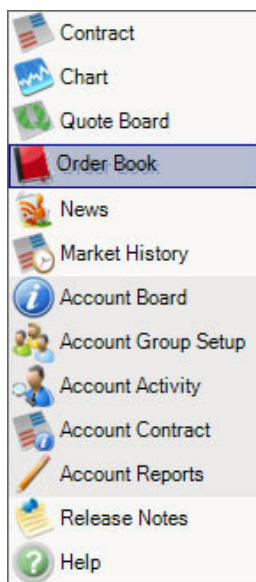 Contract
Chart
Quote Board
Order Book
News
Market History
Account Board
Account Group Setup
Account Activity
Account Contract
Account Reports
Release Notes
Help